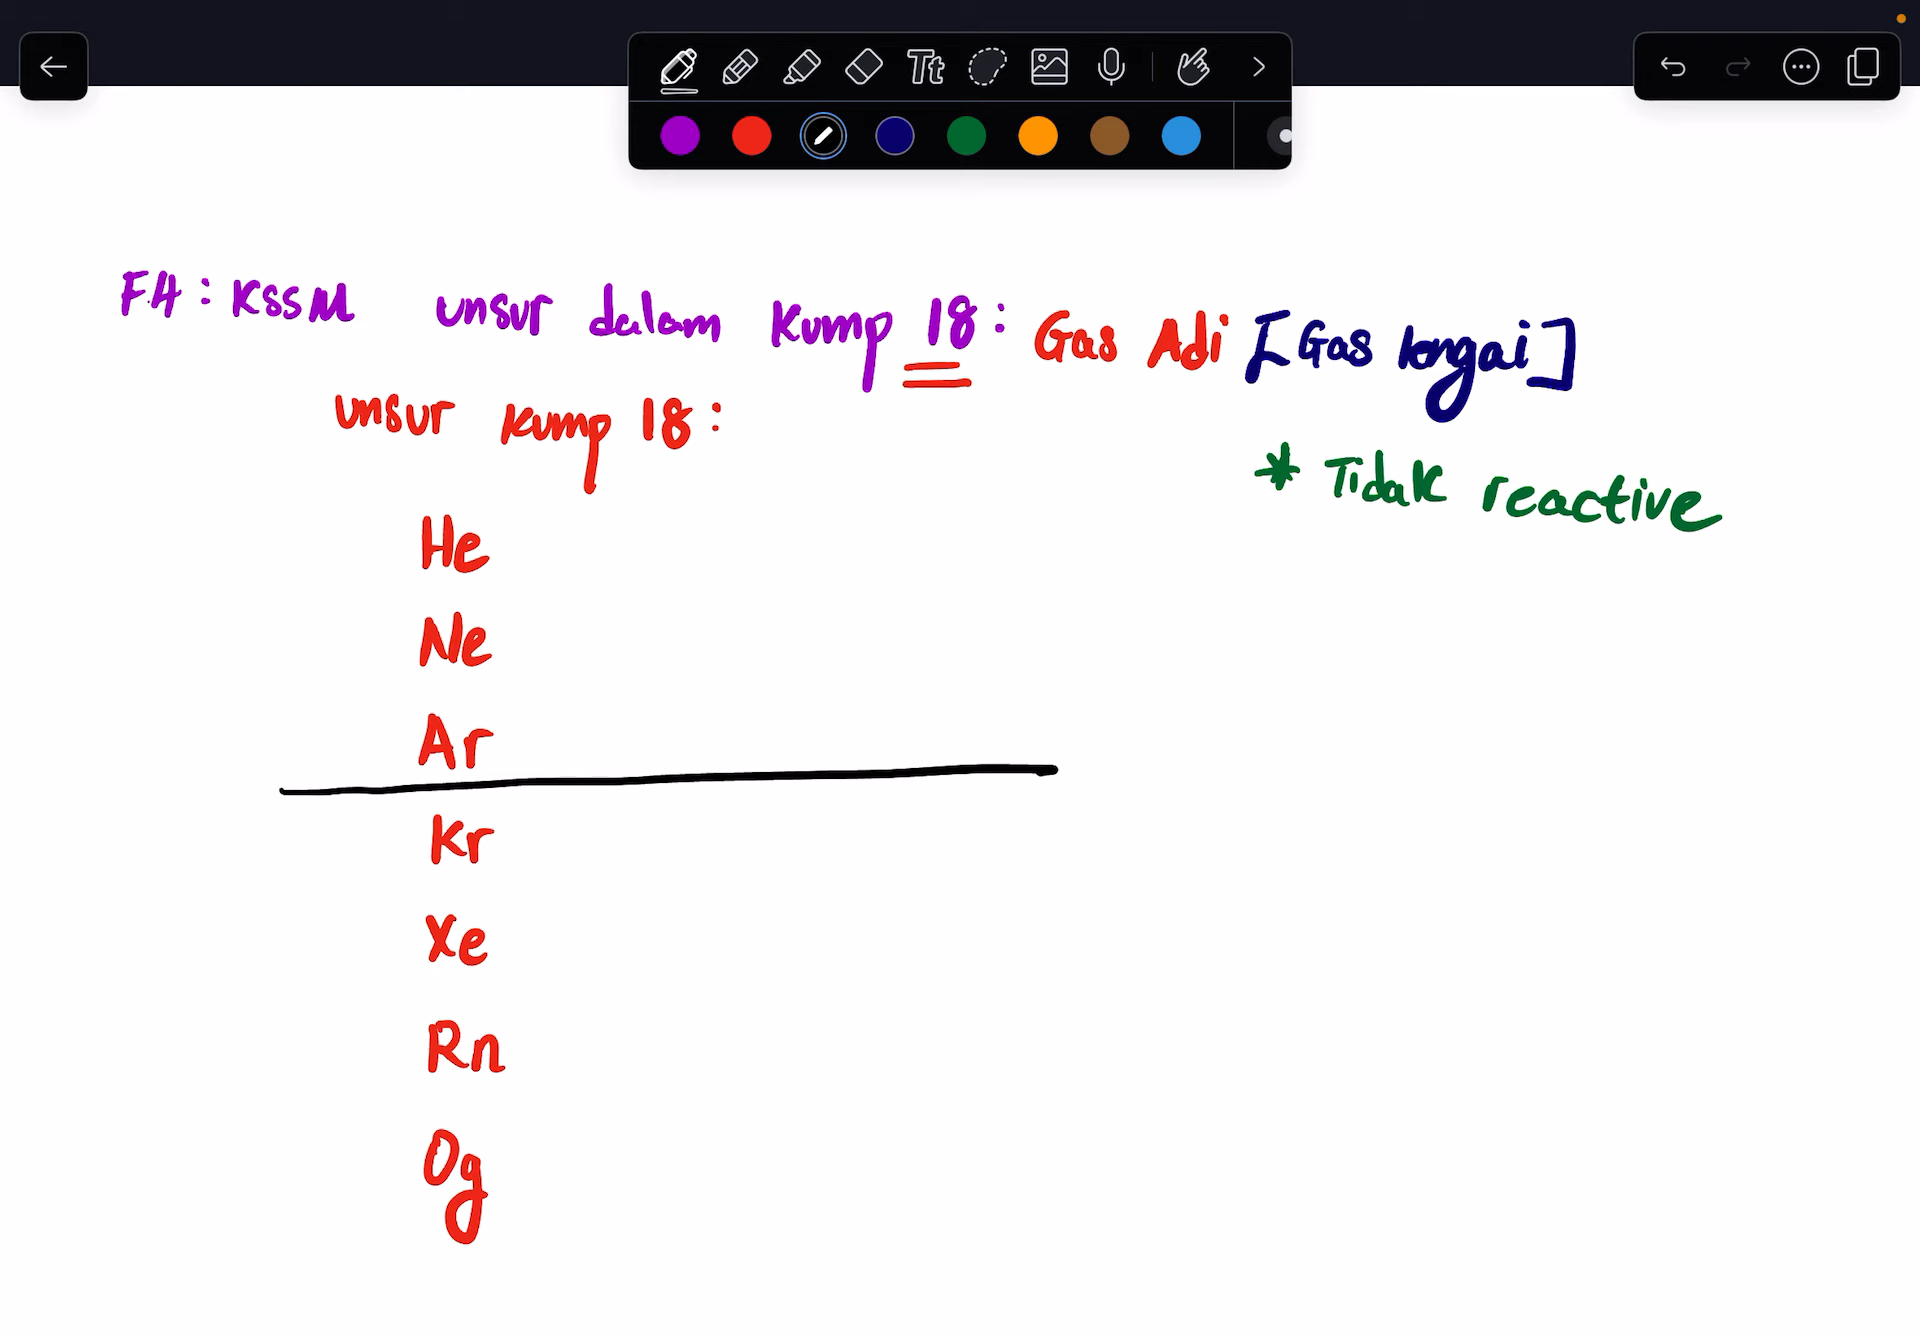 Tt
F4 : KSSM unsur dalam Kump 18 : Gas Adi [Gas lengai]
unsur kump 18 :
* Tidak reactive
He
Ne
Ar
Kr
Xe
Rn
Og